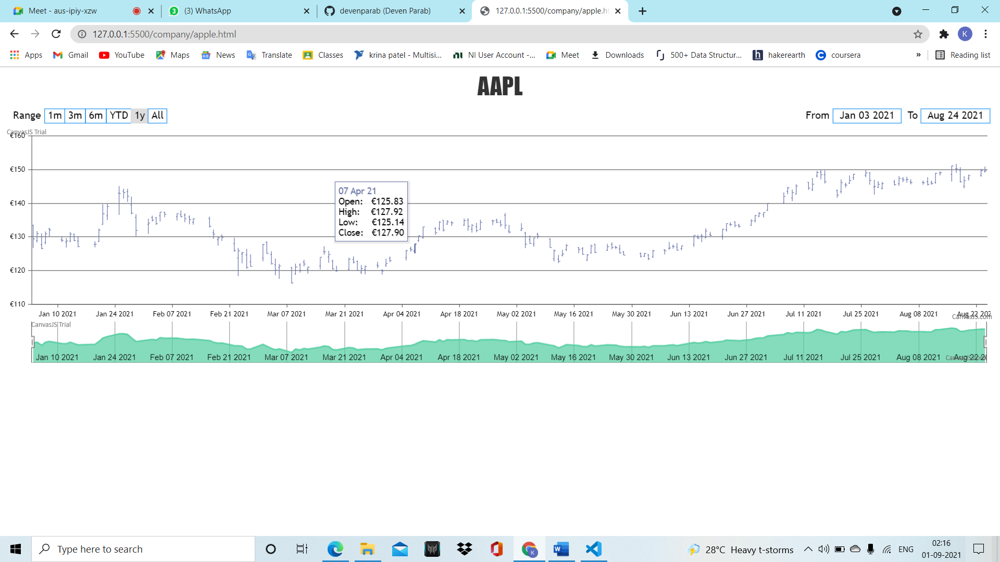 Meet - aus-ipiy-xzw
(3) WhatsApp
devenparab (Deven Parab)
127.0.0.1:5500/company/apple.ht
127.0.0.1:5500/company/apple.html
K
Apps
Gmail
YouTube
Maps
News
Translate
Classes
krina patel - Multisi...
NI User Account -...
Meet
Downloads
500+ Data Structur...
hakerearth
coursera
»
Reading list
AAPL
Range 1m 3m 6m YTD 1y All
From Jan 03 2021 To Aug 24 2021
CanvasJS Trial
€160
€150
€140
€130
€120
€110
07 Apr 21
Open: €125.83
High: €127.92
Low: €125.14
Close: €127.90
Jan 10 2021 Jan 24 2021 Feb 07 2021 Feb 21 2021 Mar 07 2021 Mar 21 2021 Apr 04 2021 Apr 18 2021 May 02 2021 May 16 2021 May 30 2021 Jun 13 2021 Jun 27 2021 Jul 11 2021 Jul 25 2021 Aug 08 2021 Aug 22 202
CanvasJS.com
CanvasJS Trial
Jan 10 2021 Jan 24 2021 Feb 07 2021 Feb 21 2021 Mar 07 2021 Mar 21 2021 Apr 04 2021 Apr 18 2021 May 02 2021 May 16 2021 May 30 2021 Jun 13 2021 Jun 27 2021 Jul 11 2021 Jul 25 2021 Aug 08 2021 Aug 22 20
CanvasJS.com
Type here to search
28°C Heavy t-storms
ENG
02:16
01-09-2021